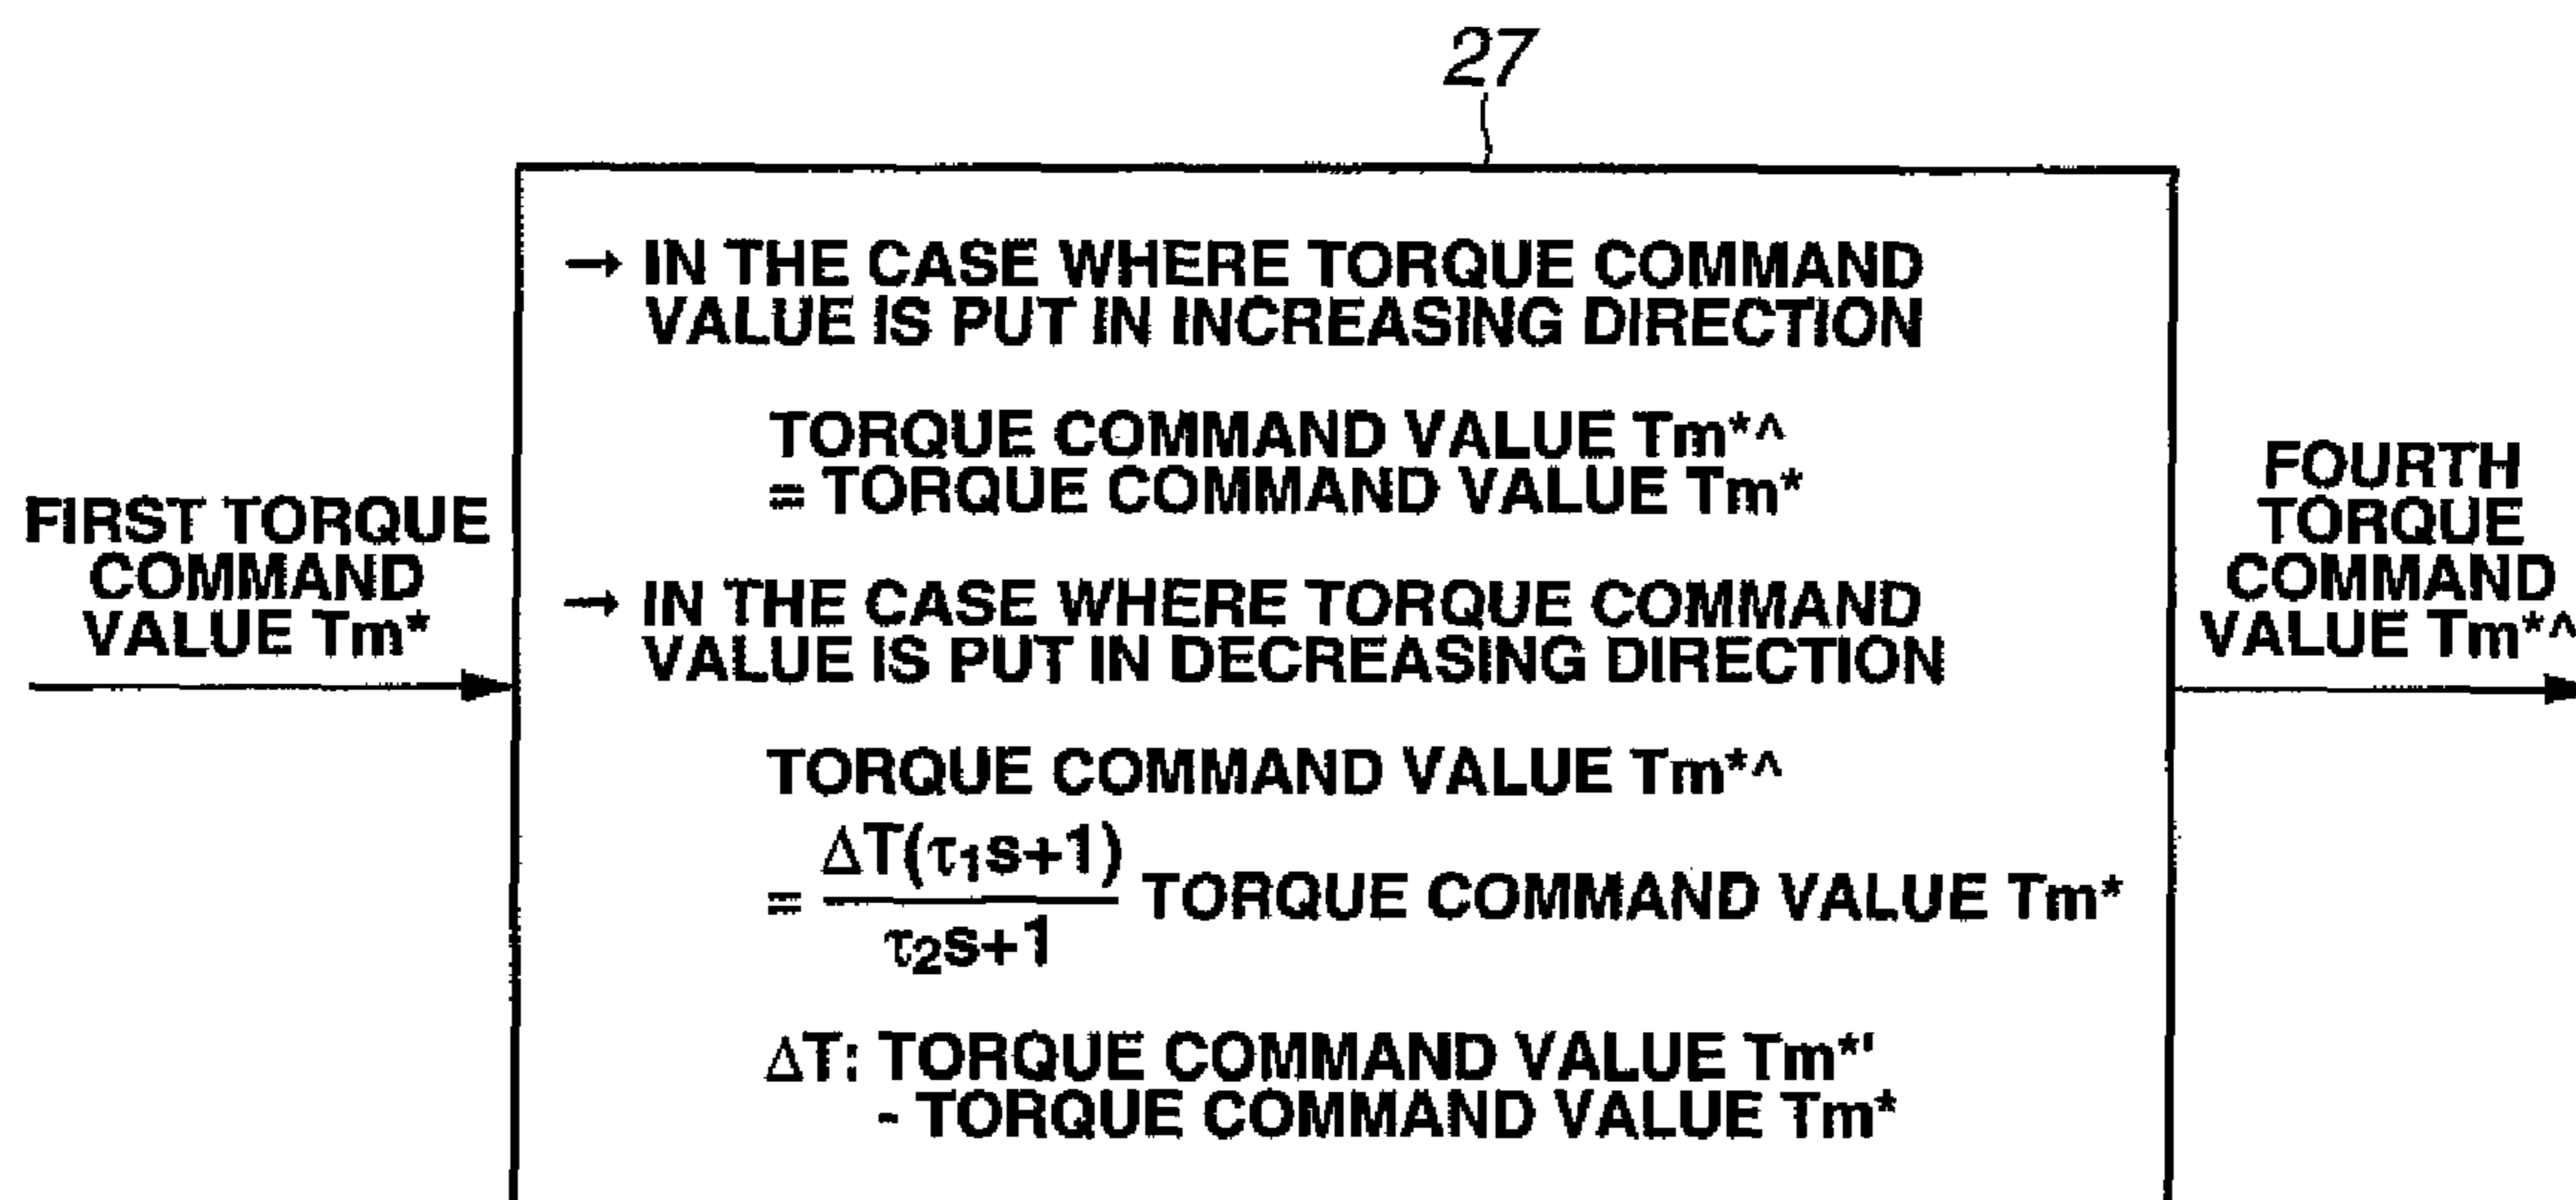 27
→ IN THE CASE WHERE TORQUE COMMAND
VALUE IS PUT IN INCREASING DIRECTION
TORQUE COMMAND VALUE Tm*^
= TORQUE COMMAND VALUE Tm*
FIRST TORQUE
COMMAND
VALUE Tm*
→ IN THE CASE WHERE TORQUE COMMAND
VALUE IS PUT IN DECREASING DIRECTION
TORQUE COMMAND VALUE Tm*^
= ΔT(τ₁s+1)
τ₂s+1
TORQUE COMMAND VALUE Tm*
ΔT: TORQUE COMMAND VALUE Tm*'
- TORQUE COMMAND VALUE Tm*
FOURTH
TORQUE
COMMAND
VALUE Tm*^